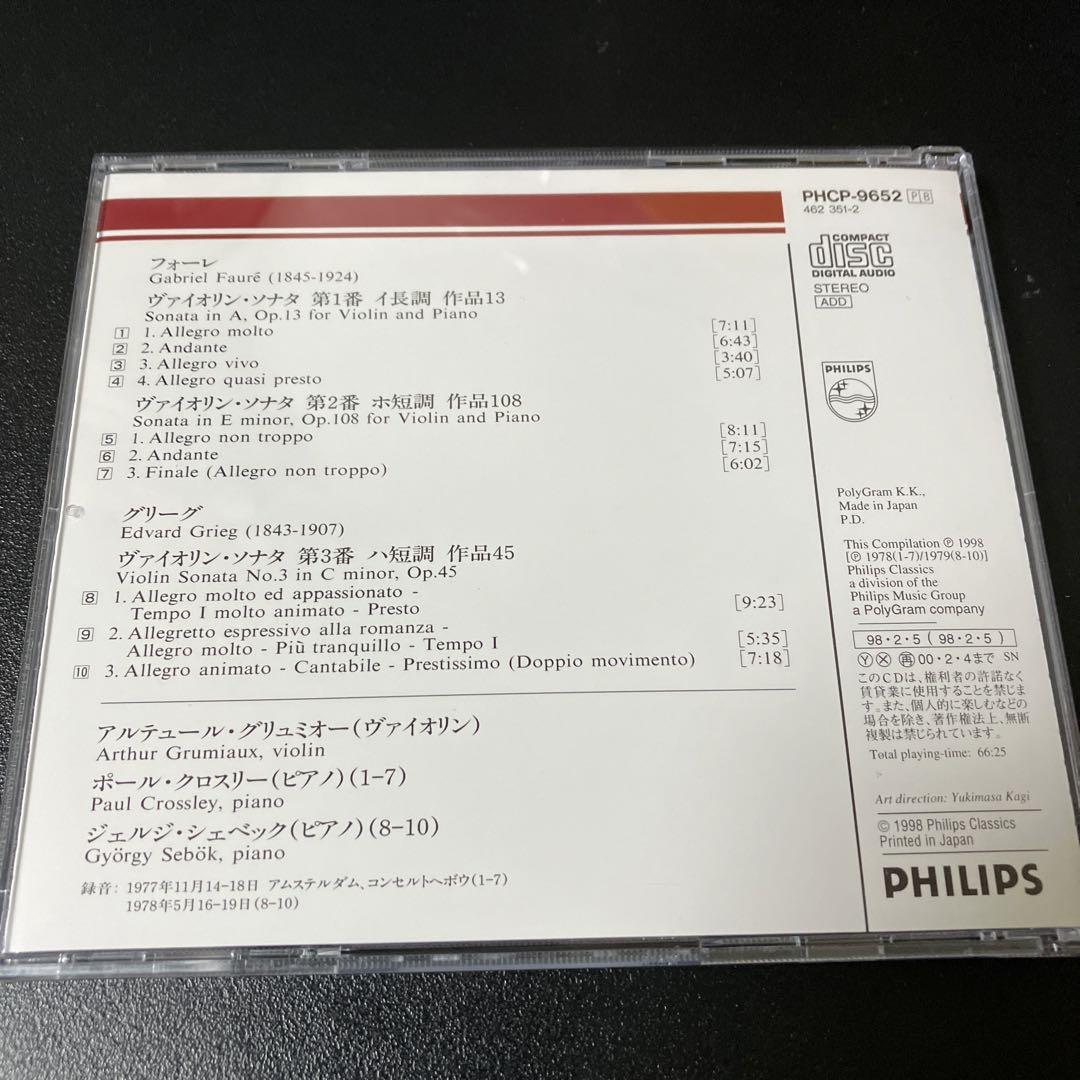 PHCP-9652 PB
462 351-2
COMPACT
disc
DIGITAL AUDIO
STEREO
ADD
PHILIPS
フォーレ
Gabriel Fauré (1845-1924)
ヴァイオリン・ソナタ 第1番 イ長調 作品13
Sonata in A, Op.13 for Violin and Piano
1 1. Allegro molto [7:11]
2 2. Andante [6:43]
3 3. Allegro vivo [3:40]
4 4. Allegro quasi presto [5:07]
ヴァイオリン・ソナタ 第2番 ホ短調 作品108
Sonata in E minor, Op.108 for Violin and Piano
5 1. Allegro non troppo [8:11]
6 2. Andante [7:15]
7 3. Finale (Allegro non troppo) [6:02]
グリーグ
Edvard Grieg (1843-1907)
ヴァイオリン・ソナタ 第3番 ハ短調 作品45
Violin Sonata No.3 in C minor, Op.45
8 1. Allegro molto ed appassionato -
Tempo I molto animato - Presto [9:23]
9 2. Allegretto espressivo alla romanza -
Allegro molto - Più tranquillo - Tempo I [5:35]
10 3. Allegro animato - Cantabile - Prestissimo (Doppio movimento) [7:18]
アルテュール・グリュミオー(ヴァイオリン)
Arthur Grumiaux, violin
ポール・クロスリー(ピアノ)(1-7)
Paul Crossley, piano
ジェルジ・シェベック(ピアノ)(8-10)
György Sebök, piano
録音: 1977年11月14-18日 アムステルダム、コンセルトヘボウ(1-7)
1978年5月16-19日(8-10)
PolyGram K.K.,
Made in Japan
P.D.
This Compilation ℗ 1998
[℗ 1978(1-7)/1979(8-10)]
Philips Classics
a division of the
Philips Music Group
a PolyGram company
98・2・5 (98・2・5)
Ⓨ Ⓧ 再 00・2・4まで SN
このCDは、権利者の許諾なく
賃貸業に使用することを禁じま
す。また、個人的に楽しむなどの
場合を除き、著作権法上、無断
複製は禁じられています。
Total playing-time: 66:25
Art direction: Yukimasa Kagi
© 1998 Philips Classics
Printed in Japan
PHILIPS